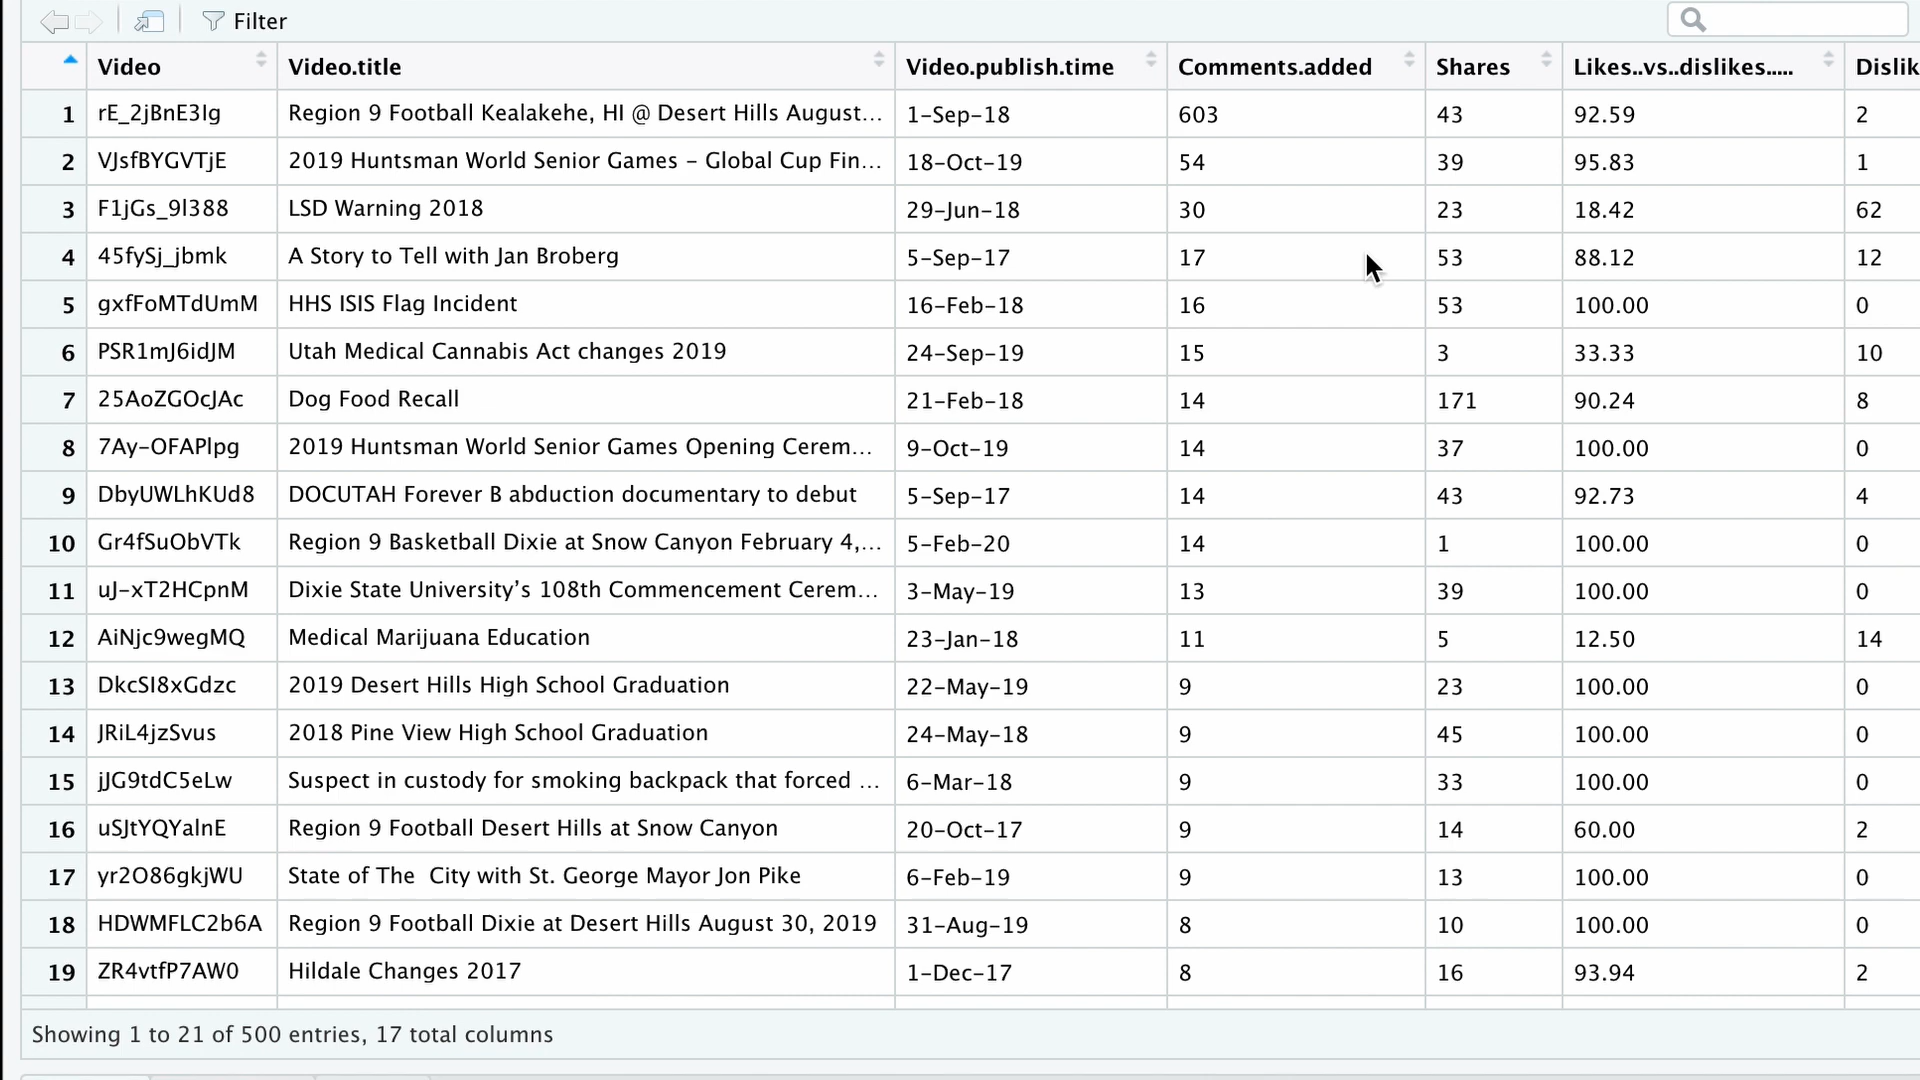 Filter
Video Video.title Video.publish.time Comments.added Shares Likes..vs..dislikes..... Dislik
1 rE_2jBnE3Ig Region 9 Football Kealakehe, HI @ Desert Hills August... 1-Sep-18 603 43 92.59 2
2 VJsfBYGVTjE 2019 Huntsman World Senior Games – Global Cup Fin... 18-Oct-19 54 39 95.83 1
3 F1jGs_9l388 LSD Warning 2018 29-Jun-18 30 23 18.42 62
4 45fySj_jbmk A Story to Tell with Jan Broberg 5-Sep-17 17 53 88.12 12
5 gxfFoMTdUmM HHS ISIS Flag Incident 16-Feb-18 16 53 100.00 0
6 PSR1mJ6idJM Utah Medical Cannabis Act changes 2019 24-Sep-19 15 3 33.33 10
7 25AoZGOcJAc Dog Food Recall 21-Feb-18 14 171 90.24 8
8 7Ay-OFAPlpg 2019 Huntsman World Senior Games Opening Cerem... 9-Oct-19 14 37 100.00 0
9 DbyUWLhKUd8 DOCUTAH Forever B abduction documentary to debut 5-Sep-17 14 43 92.73 4
10 Gr4fSuObVTk Region 9 Basketball Dixie at Snow Canyon February 4,... 5-Feb-20 14 1 100.00 0
11 uJ-xT2HCpnM Dixie State University’s 108th Commencement Cerem... 3-May-19 13 39 100.00 0
12 AiNjc9wegMQ Medical Marijuana Education 23-Jan-18 11 5 12.50 14
13 DkcSI8xGdzc 2019 Desert Hills High School Graduation 22-May-19 9 23 100.00 0
14 JRiL4jzSvus 2018 Pine View High School Graduation 24-May-18 9 45 100.00 0
15 jJG9tdC5eLw Suspect in custody for smoking backpack that forced ... 6-Mar-18 9 33 100.00 0
16 uSJtYQYalnE Region 9 Football Desert Hills at Snow Canyon 20-Oct-17 9 14 60.00 2
17 yr2O86gkjWU State of The  City with St. George Mayor Jon Pike 6-Feb-19 9 13 100.00 0
18 HDWMFLC2b6A Region 9 Football Dixie at Desert Hills August 30, 2019 31-Aug-19 8 10 100.00 0
19 ZR4vtfP7AW0 Hildale Changes 2017 1-Dec-17 8 16 93.94 2
Showing 1 to 21 of 500 entries, 17 total columns